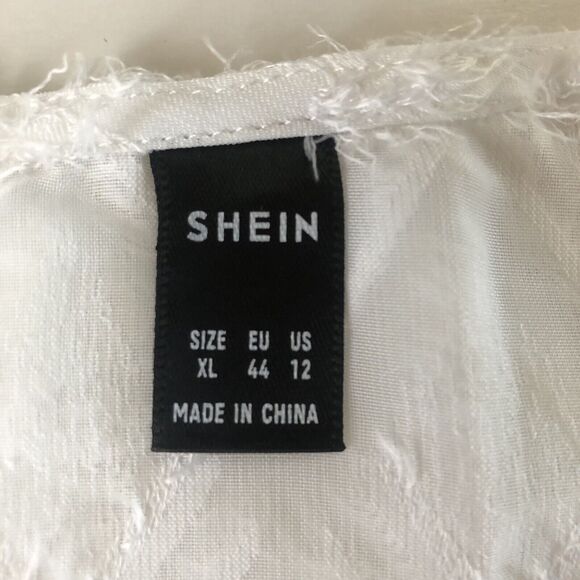 SHEIN
SIZE EU US
XL 44 12
MADE IN CHINA